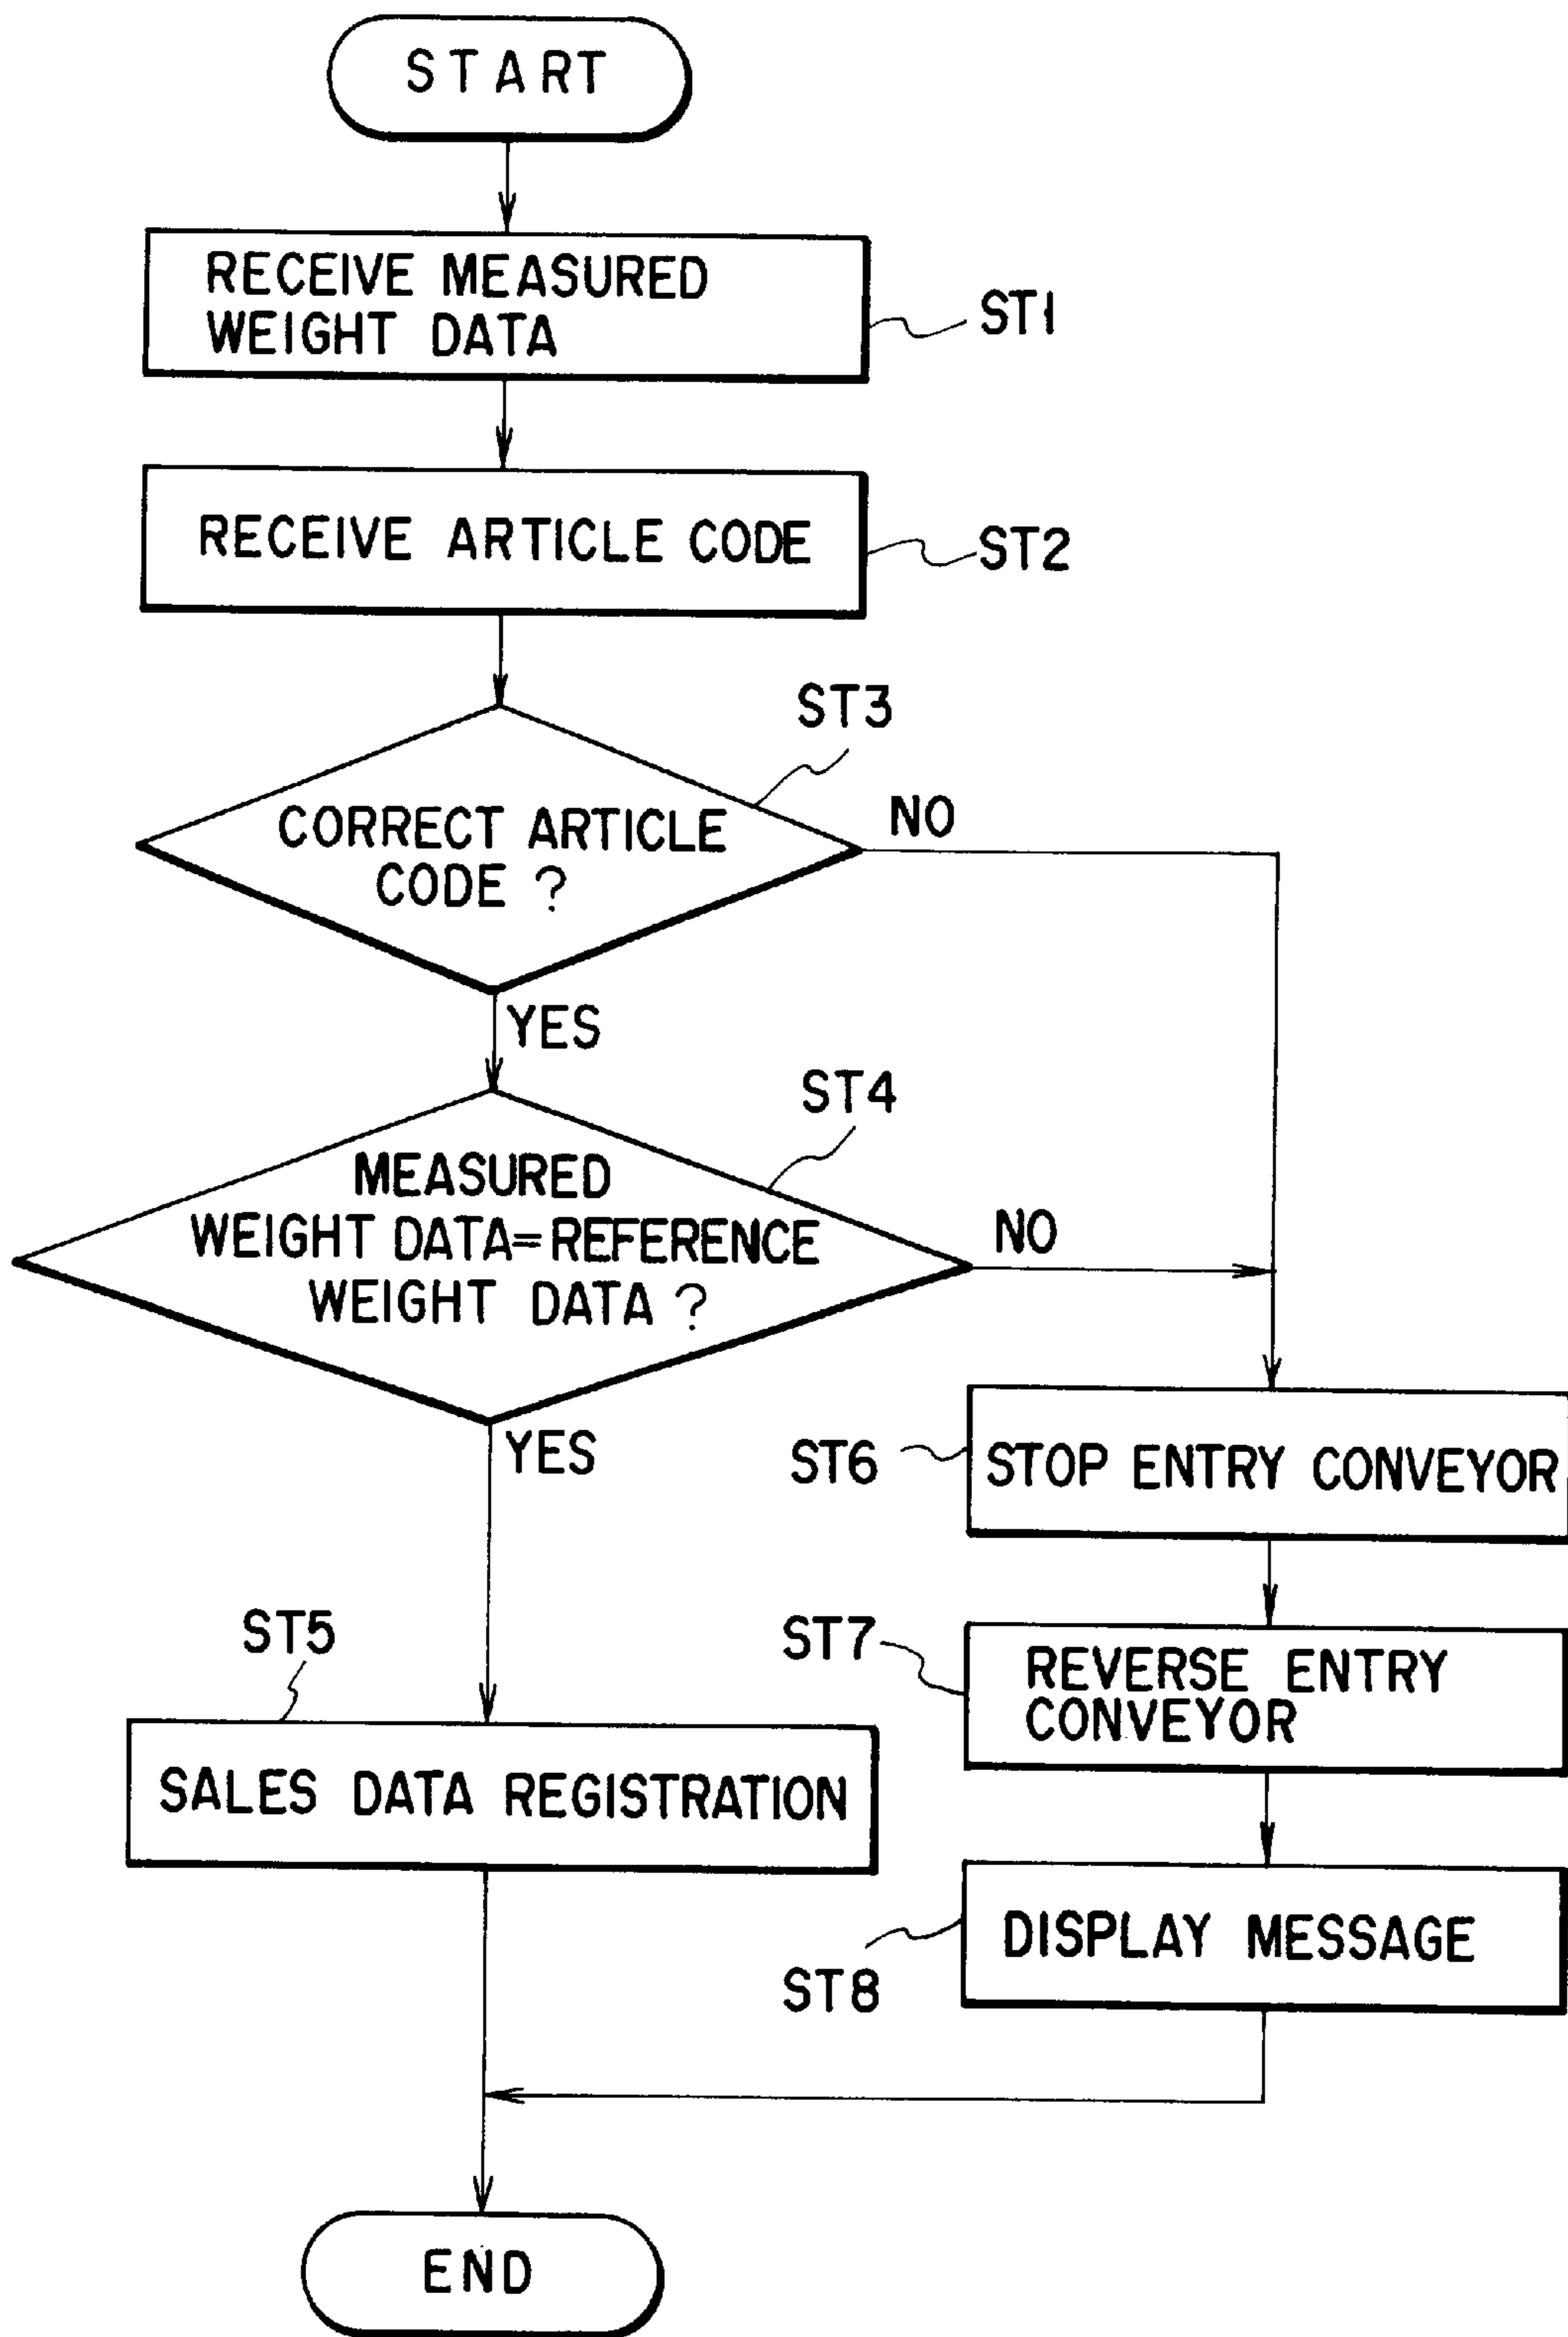 START
RECEIVE MEASURED
WEIGHT DATA
ST1
RECEIVE ARTICLE CODE
ST2
ST3
CORRECT ARTICLE
CODE ?
NO
YES
ST4
MEASURED
WEIGHT DATA=REFERENCE
WEIGHT DATA ?
NO
YES
ST6
STOP ENTRY CONVEYOR
ST7
REVERSE ENTRY
CONVEYOR
ST5
SALES DATA REGISTRATION
DISPLAY MESSAGE
ST8
END